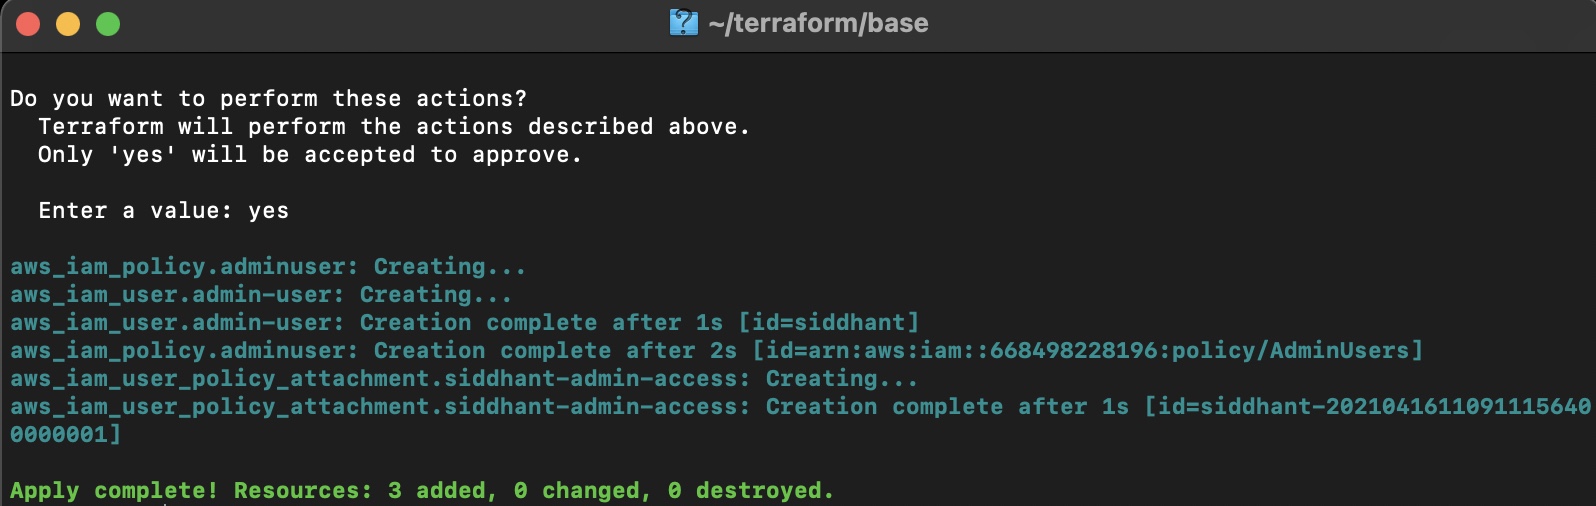 ~/terraform/base
Do you want to perform these actions?
Terraform will perform the actions described above.
Only 'yes' will be accepted to approve.
Enter a value: yes
aws_iam_policy.adminuser: Creating...
aws_iam_user.admin-user: Creating...
aws_iam_user.admin-user: Creation complete after 1s [id=siddhant]
aws_iam_policy.adminuser: Creation complete after 2s [id=arn:aws:iam::668498228196:policy/AdminUsers]
aws_iam_user_policy_attachment.siddhant-admin-access: Creating...
aws_iam_user_policy_attachment.siddhant-admin-access: Creation complete after 1s [id=siddhant-2021041611091115640
0000001]
Apply complete! Resources: 3 added, 0 changed, 0 destroyed.